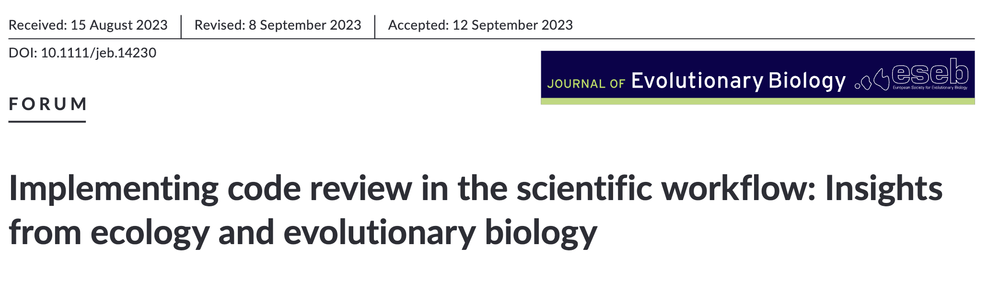 Received: 15 August 2023 Revised: 8 September 2023 Accepted: 12 September 2023
DOI: 10.1111/jeb.14230
JOURNAL OF Evolutionary Biology eseb
European Society for Evolutionary Biology
FORUM
Implementing code review in the scientific workflow: Insights
from ecology and evolutionary biology